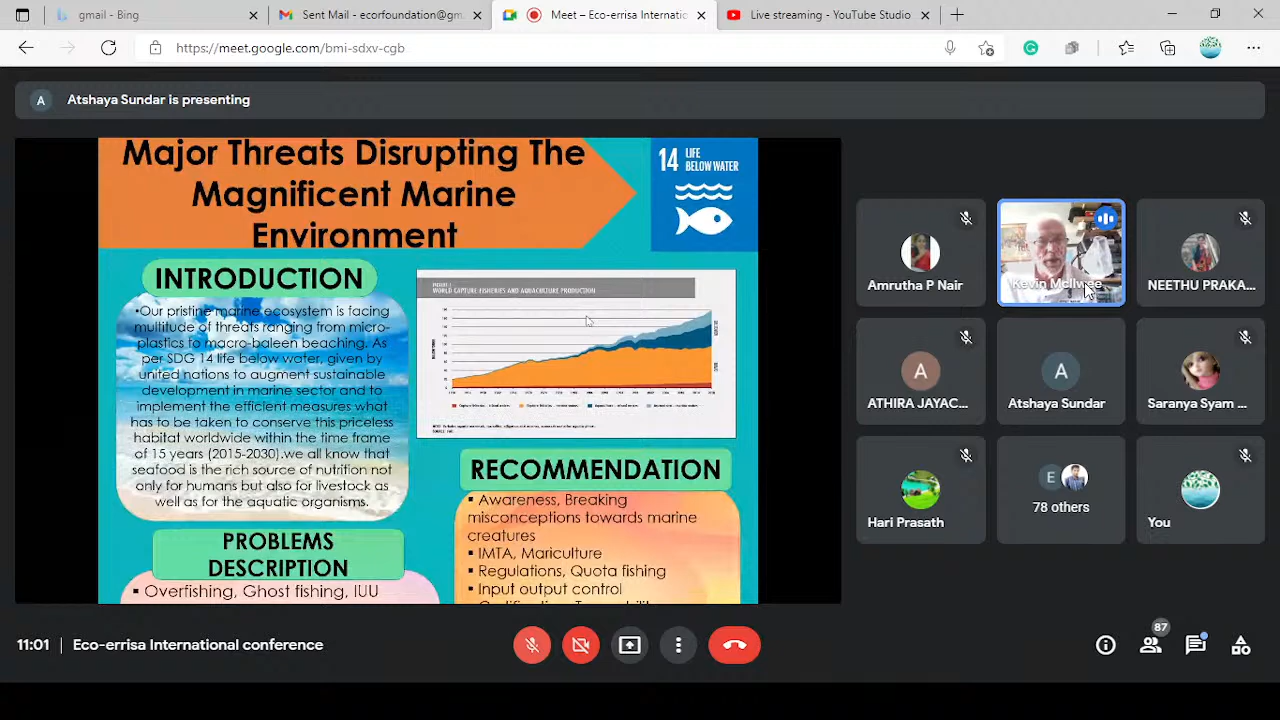 gmail - Bing
Sent Mail - ecorfoundation@gm
Meet – Eco-errisa Internatio
Live streaming - YouTube Studio
https://meet.google.com/bmi-sdxv-cgb
A
Atshaya Sundar is presenting
Major Threats Disrupting The
Magnificent Marine
Environment
14 LIFE
BELOW WATER
INTRODUCTION
•Our pristine marine ecosystem is facing
multitude of threats ranging from micro-
plastics to macro-baleen beaching. As
per SDG 14 life below water, given by
united nations to augment sustainable
development in marine sector and to
implement the efficient measures what
has to be taken to conserve this priceless
habitat worldwide within the time frame
of 15 years (2015-2030).we all know that
seafood is the rich source of nutrition not
only for humans but also for livestock as
well as for the aquatic organisms.
WORLD CAPTURE FISHERIES AND AQUACULTURE PRODUCTION
PROBLEMS
DESCRIPTION
▪ Overfishing, Ghost fishing, IUU
RECOMMENDATION
▪ Awareness, Breaking
misconceptions towards marine
creatures
▪ IMTA, Mariculture
▪ Regulations, Quota fishing
▪ Input output control
Amrutha P Nair
Kevin McIlwee
NEETHU PRAKA...
A
ATHIRA JAYAC...
A
Atshaya Sundar
Saranya Syam ...
Hari Prasath
E
78 others
You
11:01 | Eco-errisa International conference
87